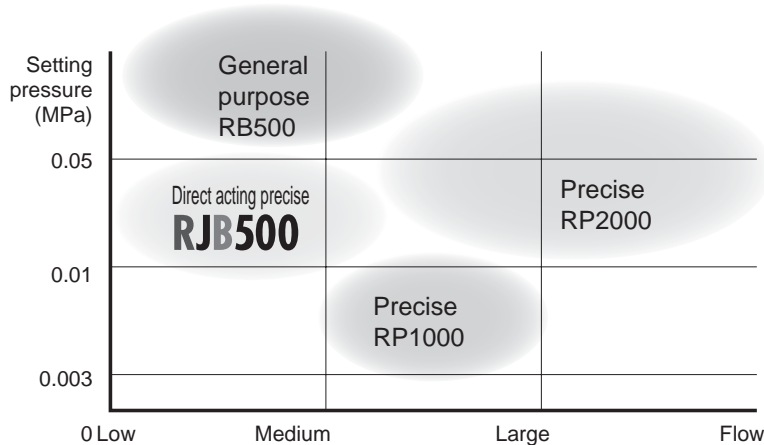 Setting
pressure
(MPa)
General
purpose
RB500
0.05
Direct acting precise
RJB500
Precise
RP2000
0.01
Precise
RP1000
0.003
0 Low Medium Large Flow